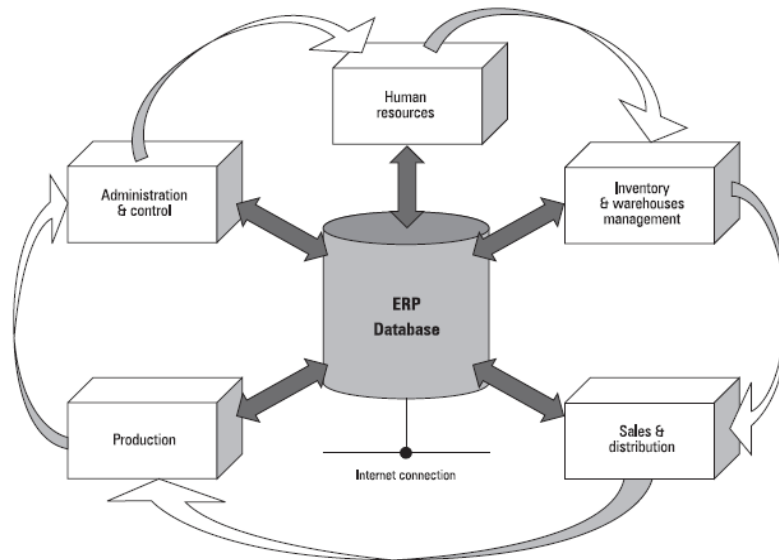 Human
resources
Administration
& control
Inventory
& warehouses
management
ERP
Database
Production
Sales &
distribution
Internet connection